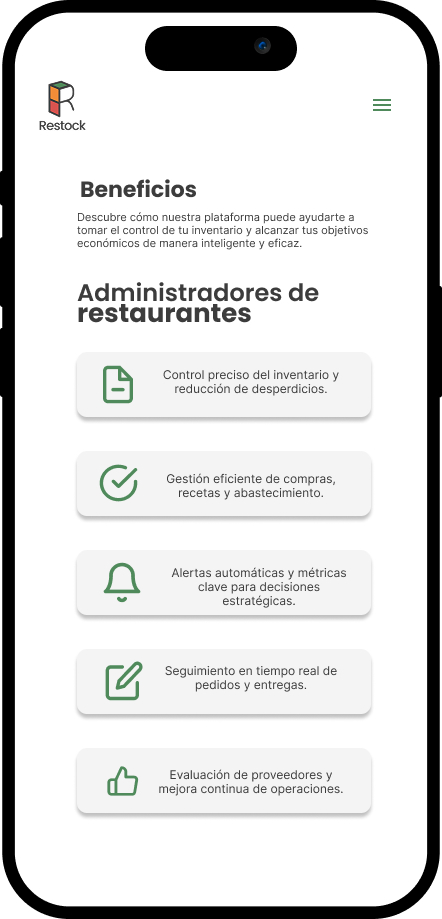 Restock
Beneficios
Descubre cómo nuestra plataforma puede ayudarte a
tomar el control de tu inventario y alcanzar tus objetivos
económicos de manera inteligente y eficaz.
Administradores de
restaurantes
Control preciso del inventario y
reducción de desperdicios.
Gestión eficiente de compras,
recetas y abastecimiento.
Alertas automáticas y métricas
clave para decisiones
estratégicas.
Seguimiento en tiempo real de
pedidos y entregas.
Evaluación de proveedores y
mejora continua de operaciones.